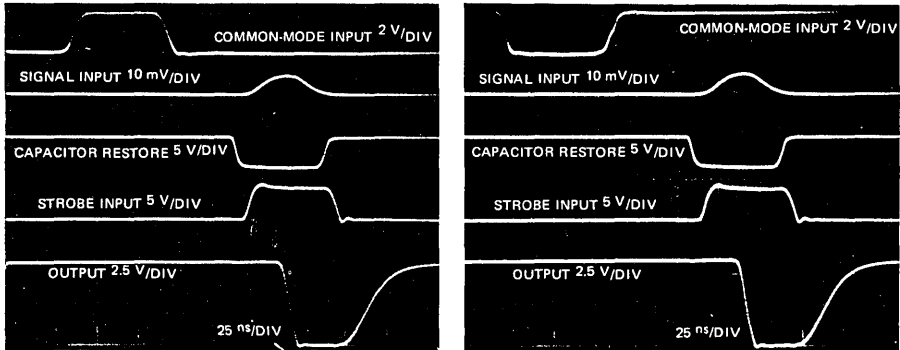 COMMON-MODE INPUT 2 V/DIV
SIGNAL INPUT 10 mV/DIV
CAPACITOR RESTORE 5 V/DIV
STROBE INPUT 5 V/DIV
OUTPUT 2.5 V/DIV
25 ns/DIV
COMMON-MODE INPUT 2 V/DIV
SIGNAL INPUT 10 mV/DIV
CAPACITOR RESTORE 5 V/DIV
STROBE INPUT 5 V/DIV
OUTPUT 2.5 V/DIV
25 ns/DIV